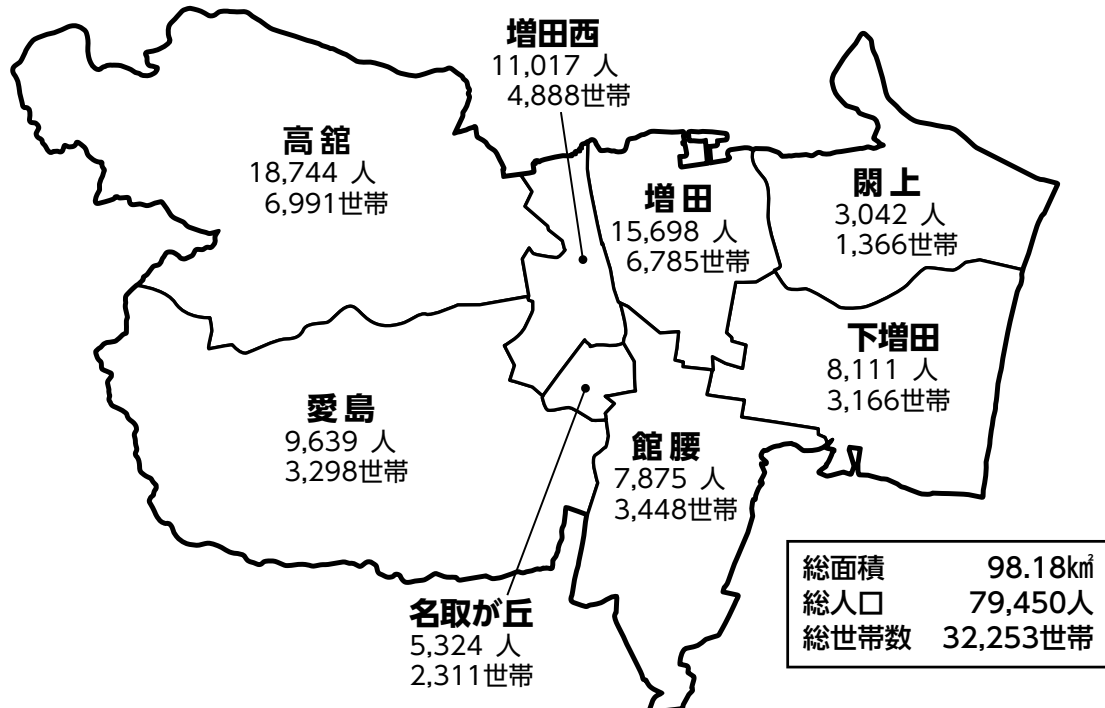 増田西
11,017 人
4,888世帯
高舘
18,744 人
6,991世帯
増田
15,698 人
6,785世帯
閖上
3,042 人
1,366世帯
下増田
8,111 人
3,166世帯
愛島
9,639 人
3,298世帯
館腰
7,875 人
3,448世帯
名取が丘
5,324 人
2,311世帯
総面積 98.18㎢
総人口 79,450人
総世帯数 32,253世帯